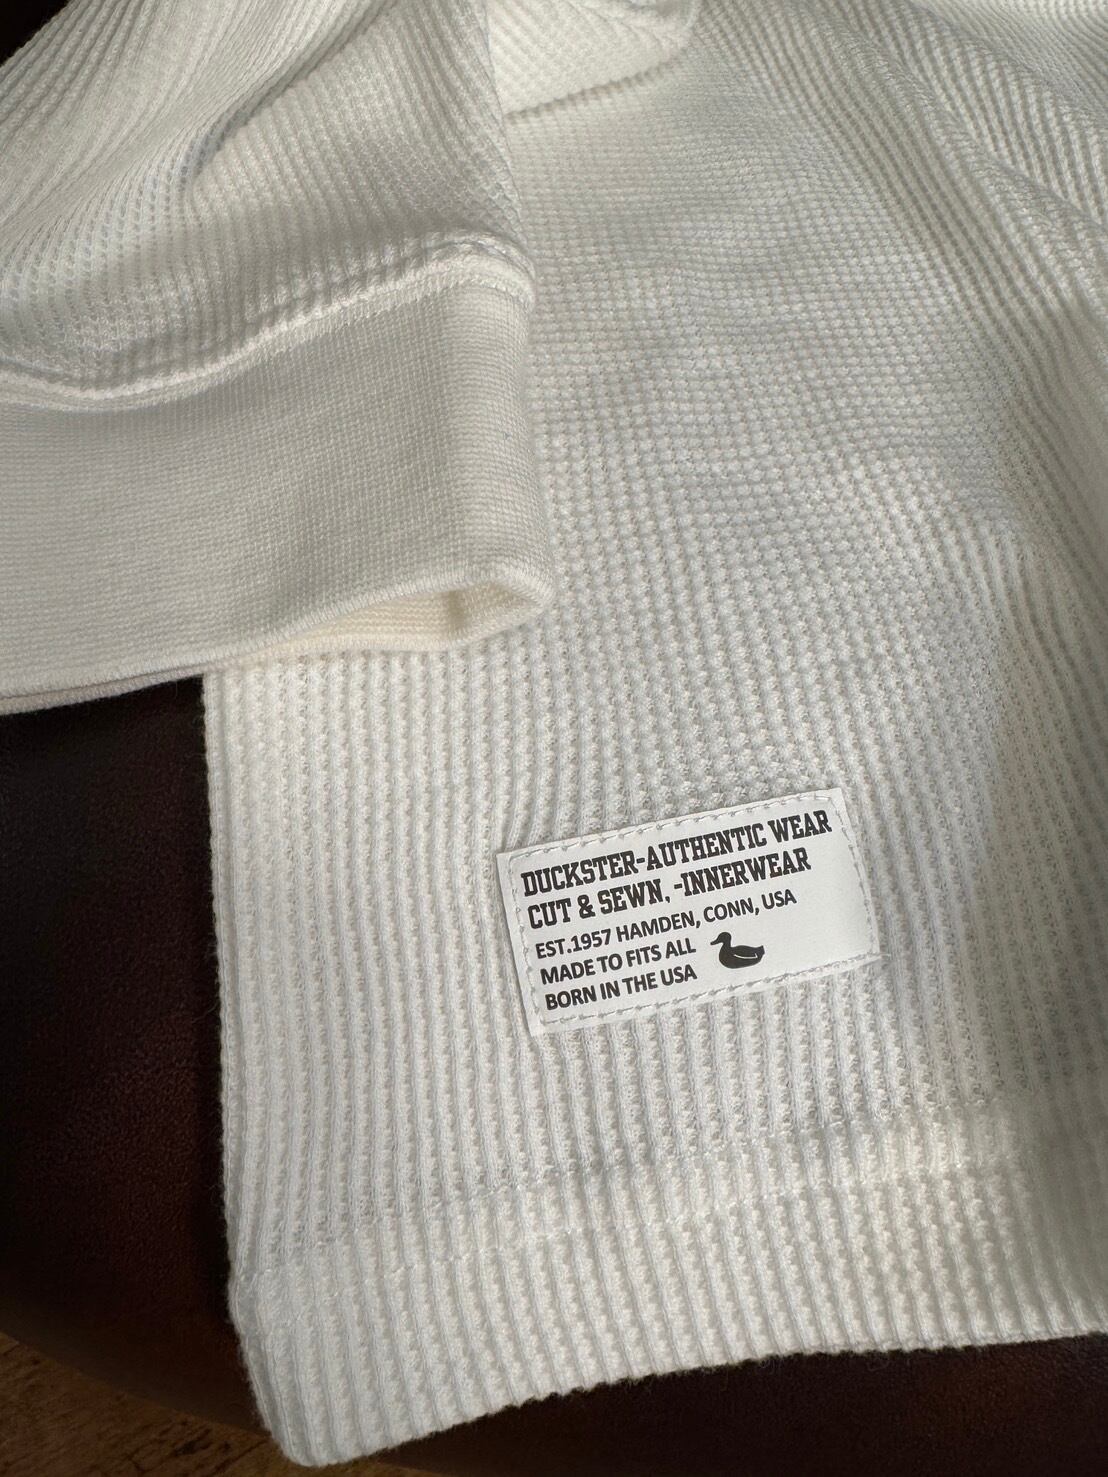 DUCKSTER-AUTHENTIC WEAR
CUT & SEWN, -INNERWEAR
EST.1957 HAMDEN, CONN, USA
MADE TO FITS ALL
BORN IN THE USA